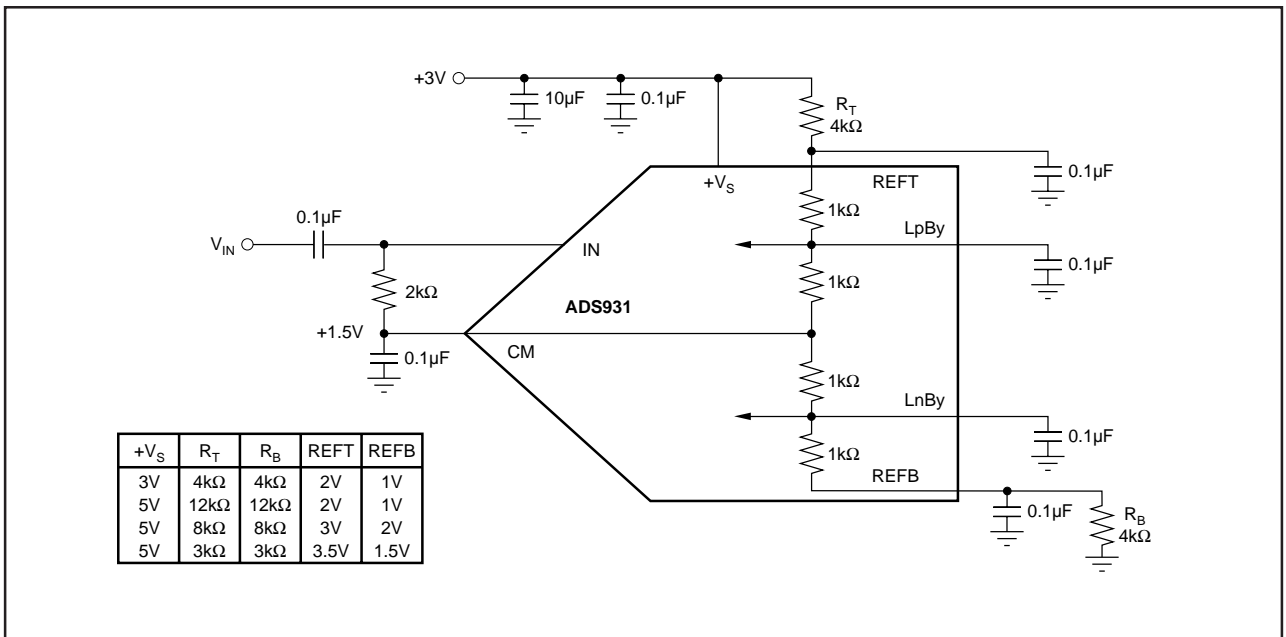 +3V
10µF
0.1µF
R_T
4kΩ
0.1µF
+V_S
REFT
1kΩ
0.1µF
LpBy
V_IN
IN
0.1µF
2kΩ
1kΩ
ADS931
+1.5V
CM
0.1µF
1kΩ
LnBy
0.1µF
1kΩ
REFB
0.1µF
R_B
4kΩ
+V_S R_T R_B REFT REFB
3V 4kΩ 4kΩ 2V 1V
5V 12kΩ 12kΩ 2V 1V
5V 8kΩ 8kΩ 3V 2V
5V 3kΩ 3kΩ 3.5V 1.5V